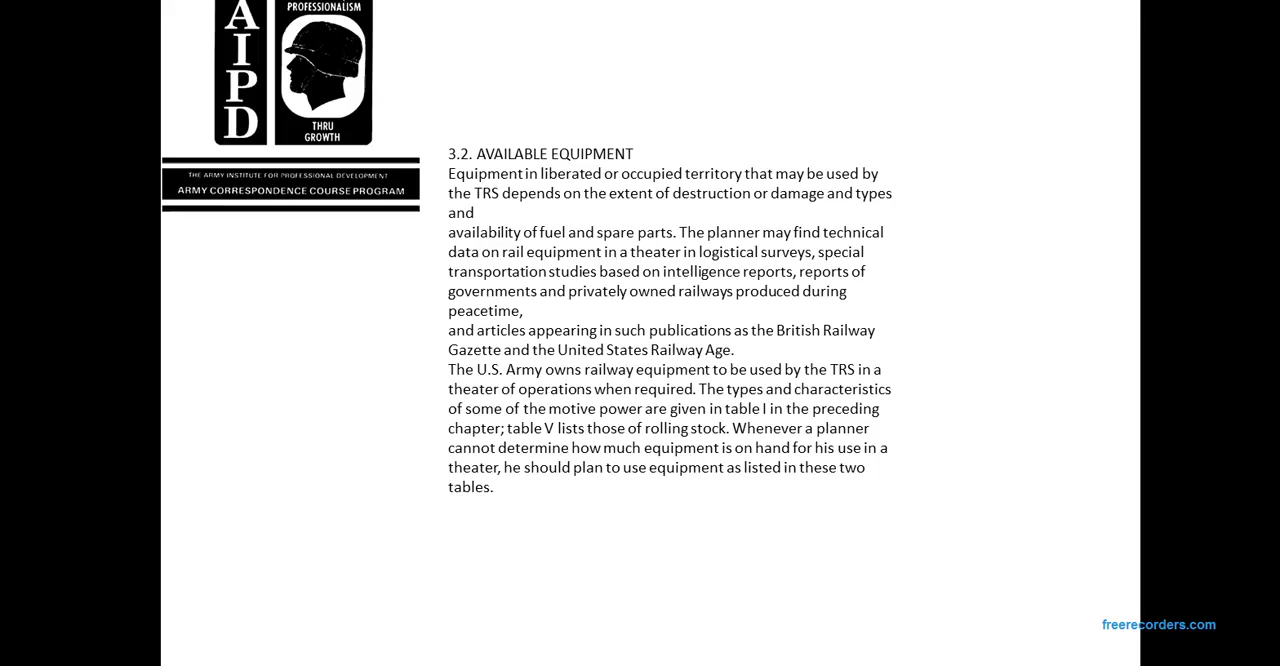 PROFESSIONALISM
A
I
P
D
THRU
GROWTH
THE ARMY INSTITUTE FOR PROFESSIONAL DEVELOPMENT
ARMY CORRESPONDENCE COURSE PROGRAM
3.2. AVAILABLE EQUIPMENT
Equipment in liberated or occupied territory that may be used by
the TRS depends on the extent of destruction or damage and types
and
availability of fuel and spare parts. The planner may find technical
data on rail equipment in a theater in logistical surveys, special
transportation studies based on intelligence reports, reports of
governments and privately owned railways produced during
peacetime,
and articles appearing in such publications as the British Railway
Gazette and the United States Railway Age.
The U.S. Army owns railway equipment to be used by the TRS in a
theater of operations when required. The types and characteristics
of some of the motive power are given in table I in the preceding
chapter; table V lists those of rolling stock. Whenever a planner
cannot determine how much equipment is on hand for his use in a
theater, he should plan to use equipment as listed in these two
tables.
freerecorders.com